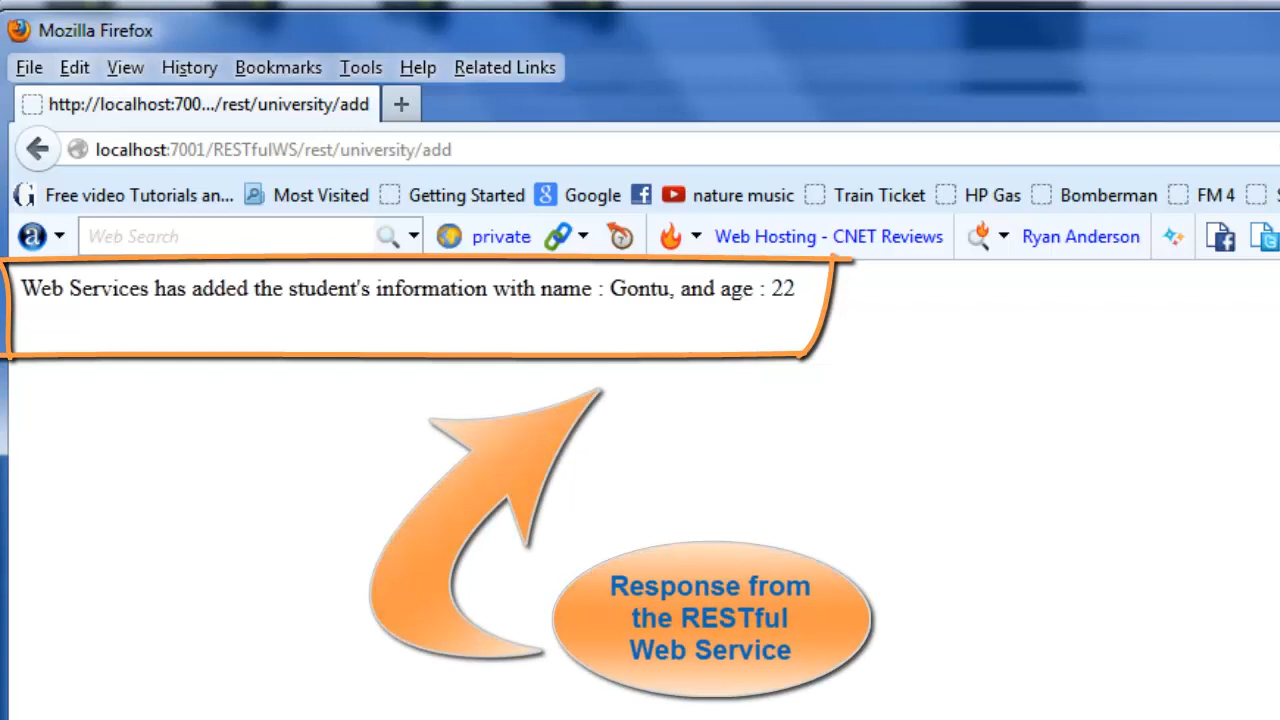 Mozilla Firefox
File Edit View History Bookmarks Tools Help Related Links
http://localhost:700.../rest/university/add
localhost:7001/RESTfulWS/rest/university/add
Free video Tutorials an... Most Visited Getting Started Google nature music Train Ticket HP Gas Bomberman FM 4
Web Search private Web Hosting - CNET Reviews Ryan Anderson
Web Services has added the student's information with name : Gontu, and age : 22
Response from
the RESTful
Web Service